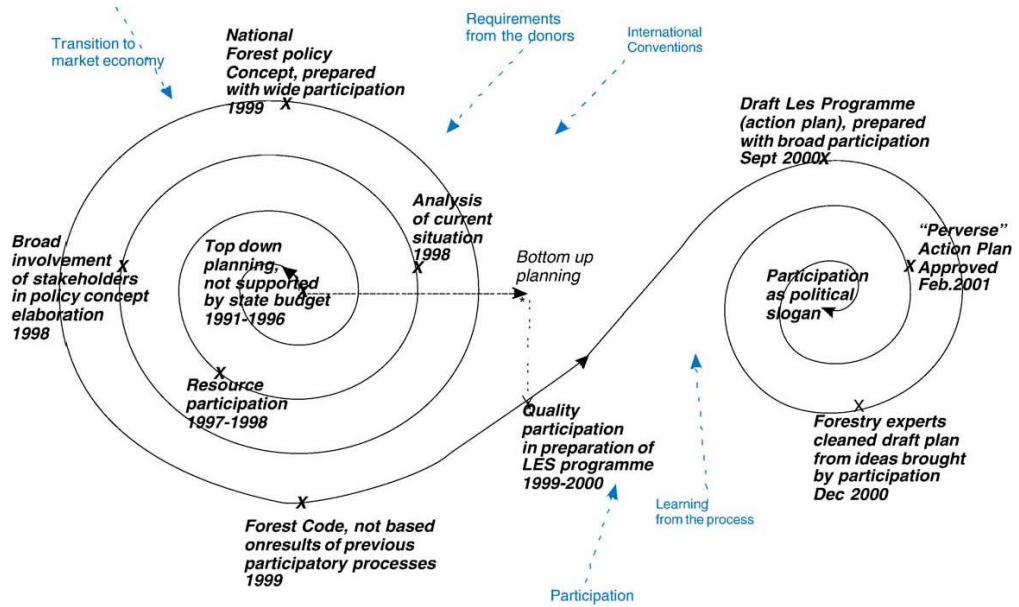 Transition to
market economy
National
Forest policy
Concept, prepared
with wide participation
1999
Requirements
from the donors
International
Conventions
Draft Les Programme
(action plan), prepared
with broad participation
Sept 2000
Broad
involvement
of stakeholders
in policy concept
elaboration
1998
Top down
planning,
not supported
by state budget
1991-1996
Analysis
of current
situation
1998
Bottom up
planning
*
Participation
as political
slogan
“Perverse”
Action Plan
Approved
Feb.2001
Resource
participation
1997-1998
Quality
participation
in preparation of
LES programme
1999-2000
Forestry experts
cleaned draft plan
from ideas brought
by participation
Dec 2000
Learning
from the process
Forest Code, not based
onresults of previous
participatory processes
1999
Participation